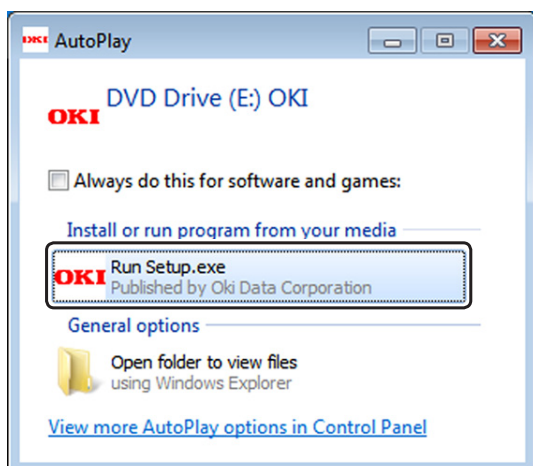 OKI AutoPlay
OKI DVD Drive (E:) OKI
Always do this for software and games:
Install or run program from your media
OKI Run Setup.exe
Published by Oki Data Corporation
General options
Open folder to view files
using Windows Explorer
View more AutoPlay options in Control Panel